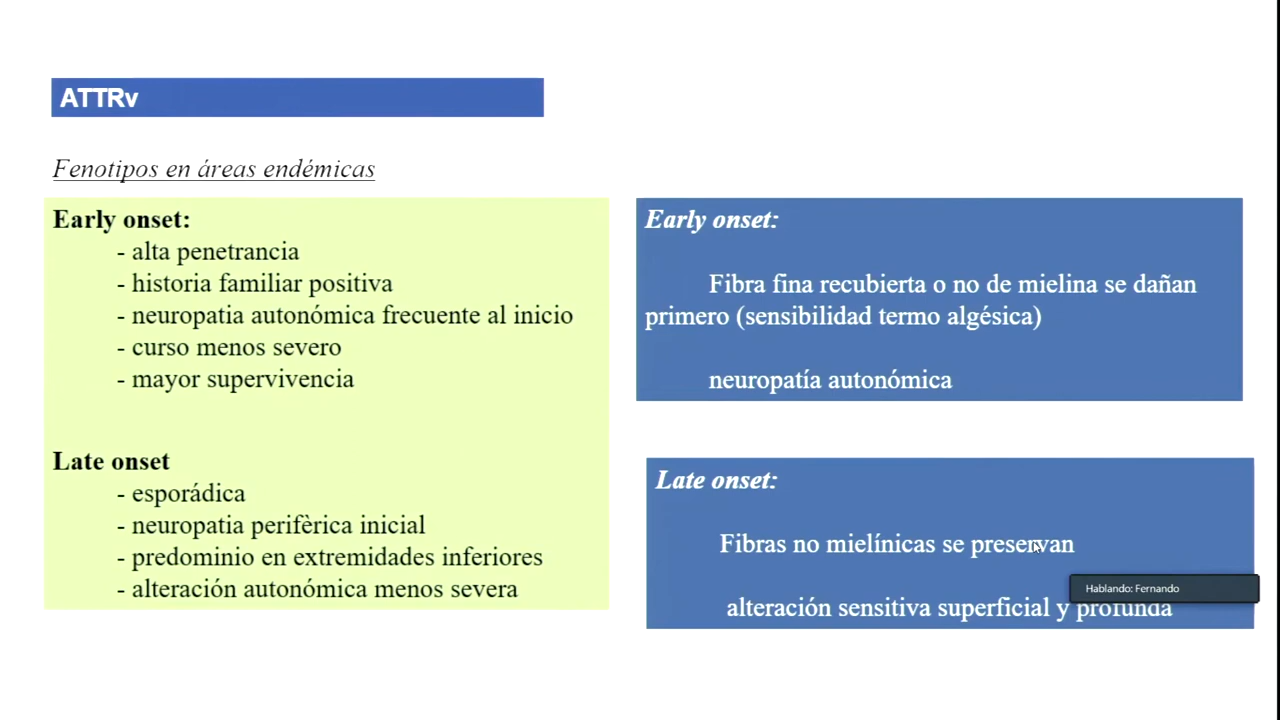 ATTRv
Fenotipos en áreas endémicas
Early onset:
- alta penetrancia
- historia familiar positiva
- neuropatia autonómica frecuente al inicio
- curso menos severo
- mayor supervivencia
Late onset
- esporádica
- neuropatia perifèrica inicial
- predominio en extremidades inferiores
- alteración autonómica menos severa
Early onset:
Fibra fina recubierta o no de mielina se dañan
primero (sensibilidad termo algésica)
neuropatía autonómica
Late onset:
Fibras no mielínicas se preservan
Hablando: Fernando
alteración sensitiva superficial y profunda